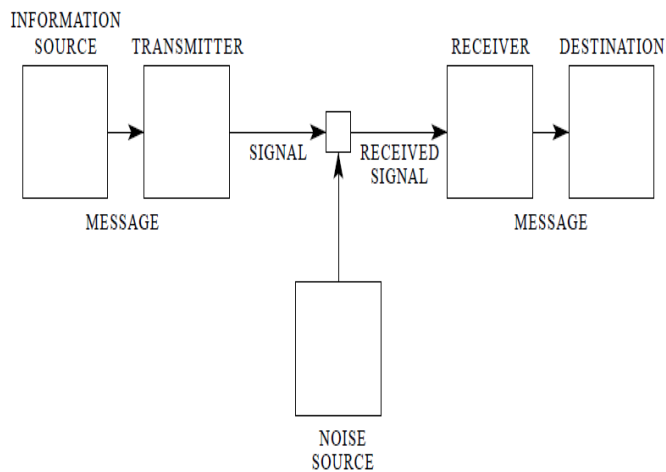 INFORMATION
SOURCE
TRANSMITTER
RECEIVER
DESTINATION
SIGNAL
RECEIVED
SIGNAL
MESSAGE
MESSAGE
NOISE
SOURCE